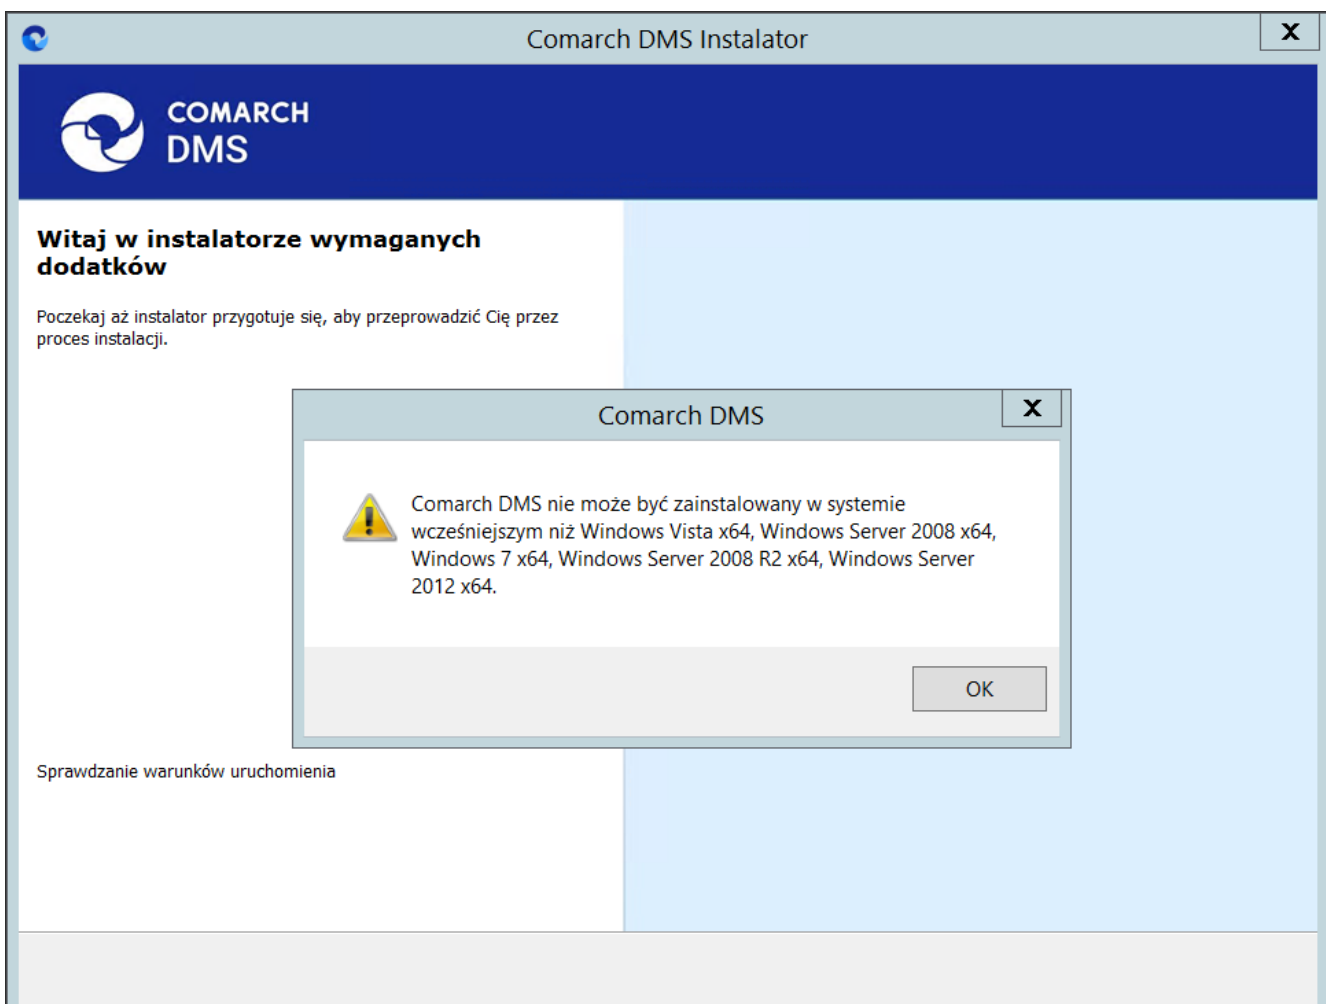 Comarch DMS Instalator
X
COMARCH
DMS
Witaj w instalatorze wymaganych
dodatków
Poczekaj aż instalator przygotuje się, aby przeprowadzić Cię przez
proces instalacji.
Comarch DMS
X
Comarch DMS nie może być zainstalowany w systemie
wcześniejszym niż Windows Vista x64, Windows Server 2008 x64,
Windows 7 x64, Windows Server 2008 R2 x64, Windows Server
2012 x64.
OK
Sprawdzanie warunków uruchomienia